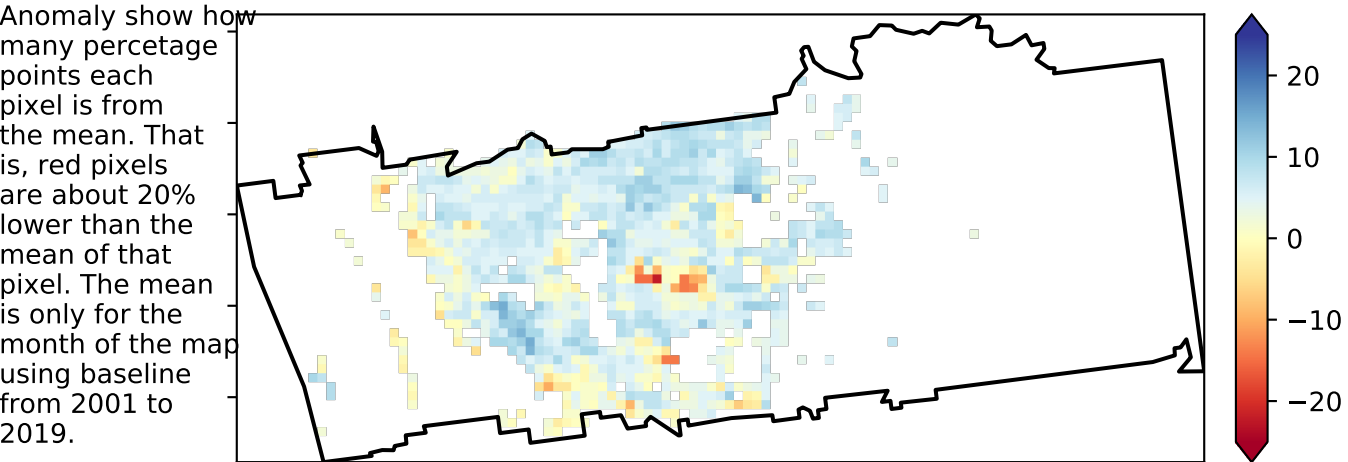 Anomaly show how
many percetage
points each
pixel is from
the mean. That
is, red pixels
are about 20%
lower than the
mean of that
pixel. The mean
is only for the
month of the map
using baseline
from 2001 to
2019.
20
10
0
−10
−20